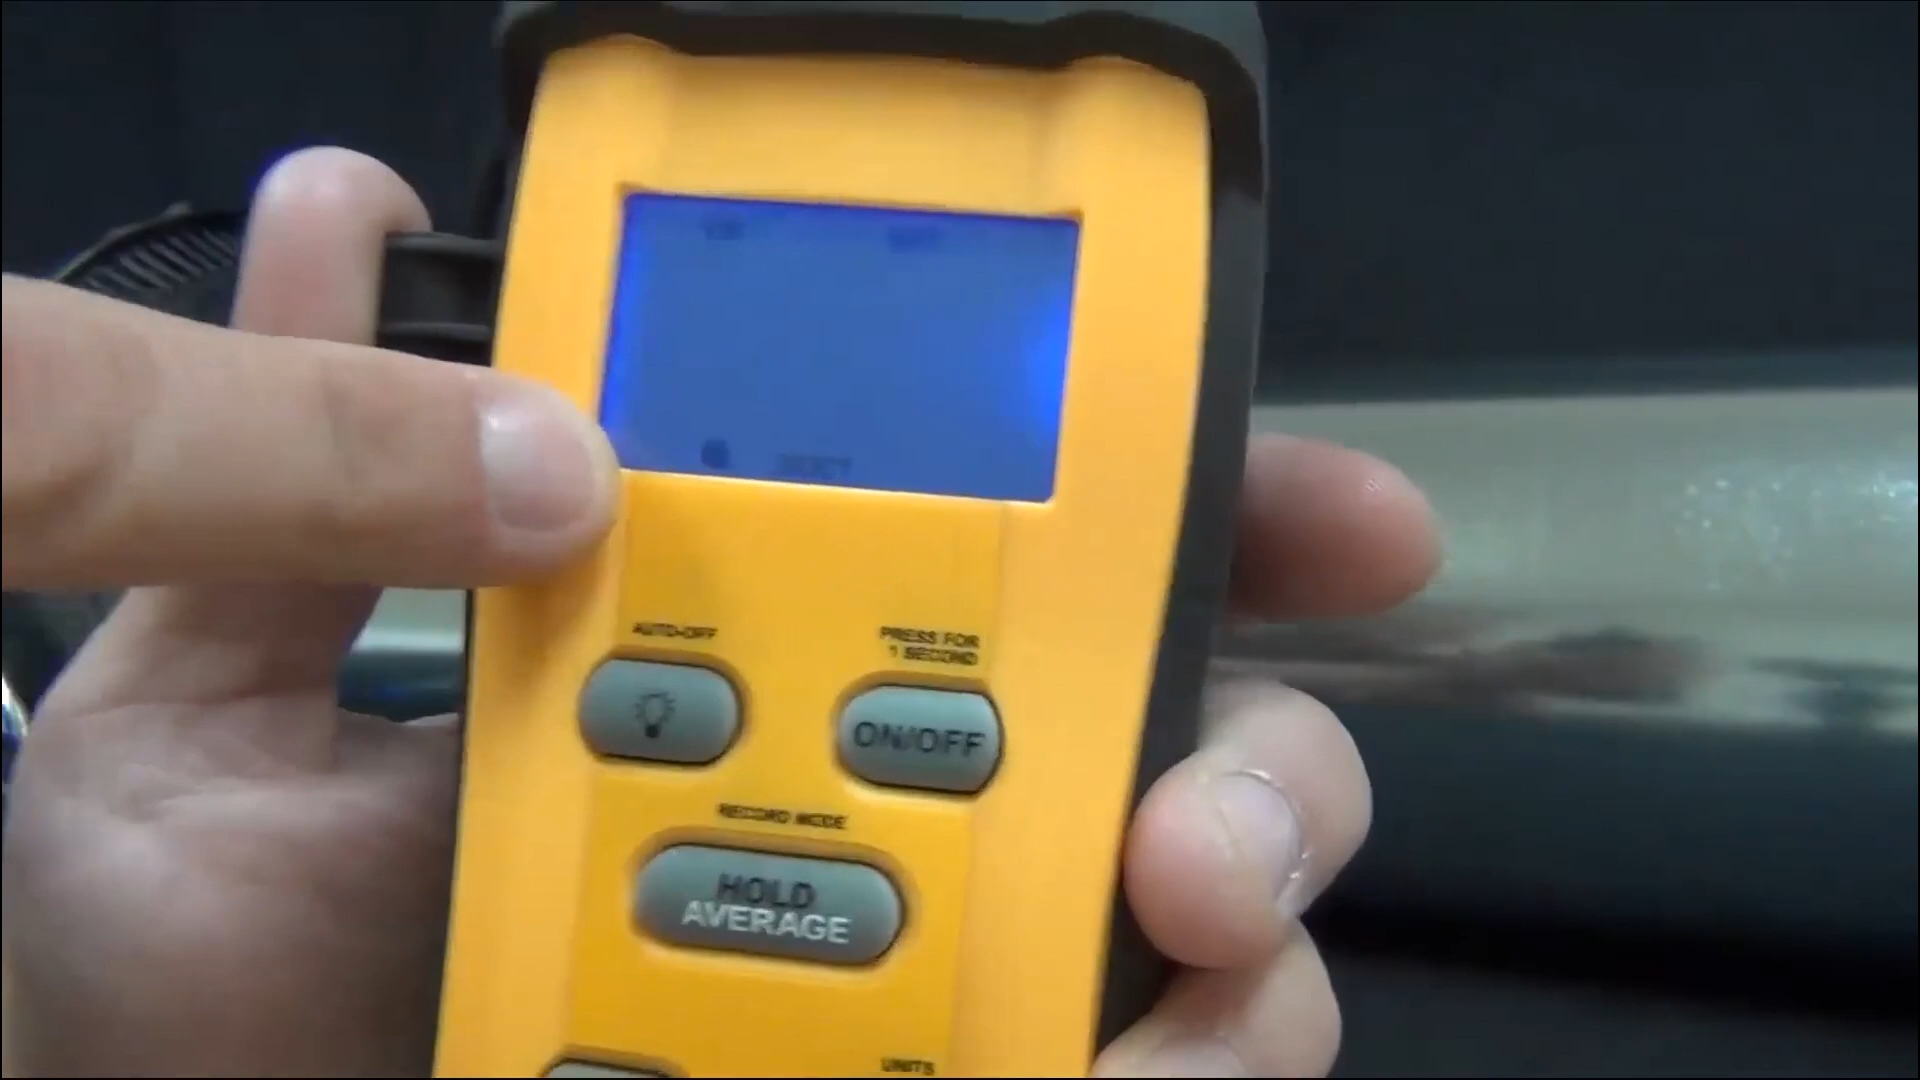 AUTO-OFF
PRESS FOR
1 SECOND
ON/OFF
RECORD MODE
HOLD
AVERAGE
UNITS